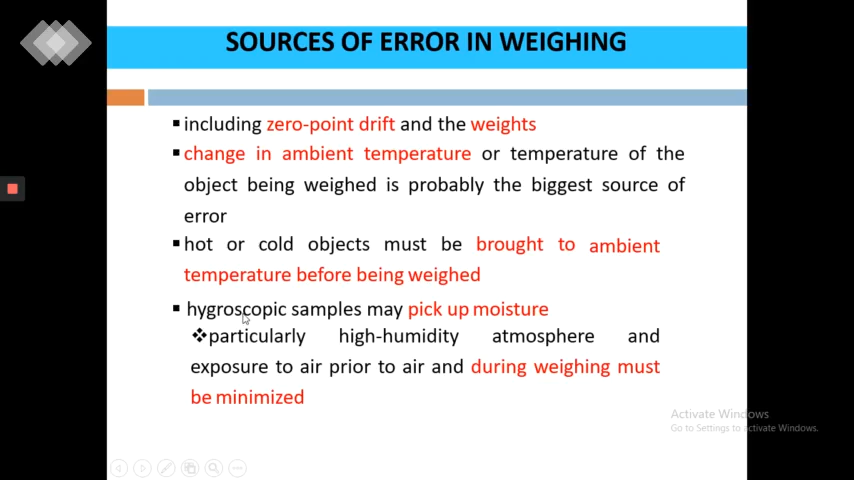 SOURCES OF ERROR IN WEIGHING
▪ including zero-point drift and the weights
▪ change in ambient temperature or temperature of the
object being weighed is probably the biggest source of
error
▪ hot or cold objects must be brought to ambient
temperature before being weighed
▪ hygroscopic samples may pick up moisture
❖particularly high-humidity atmosphere and
exposure to air prior to air and during weighing must
be minimized
Activate Windows
Go to Settings to activate Windows.